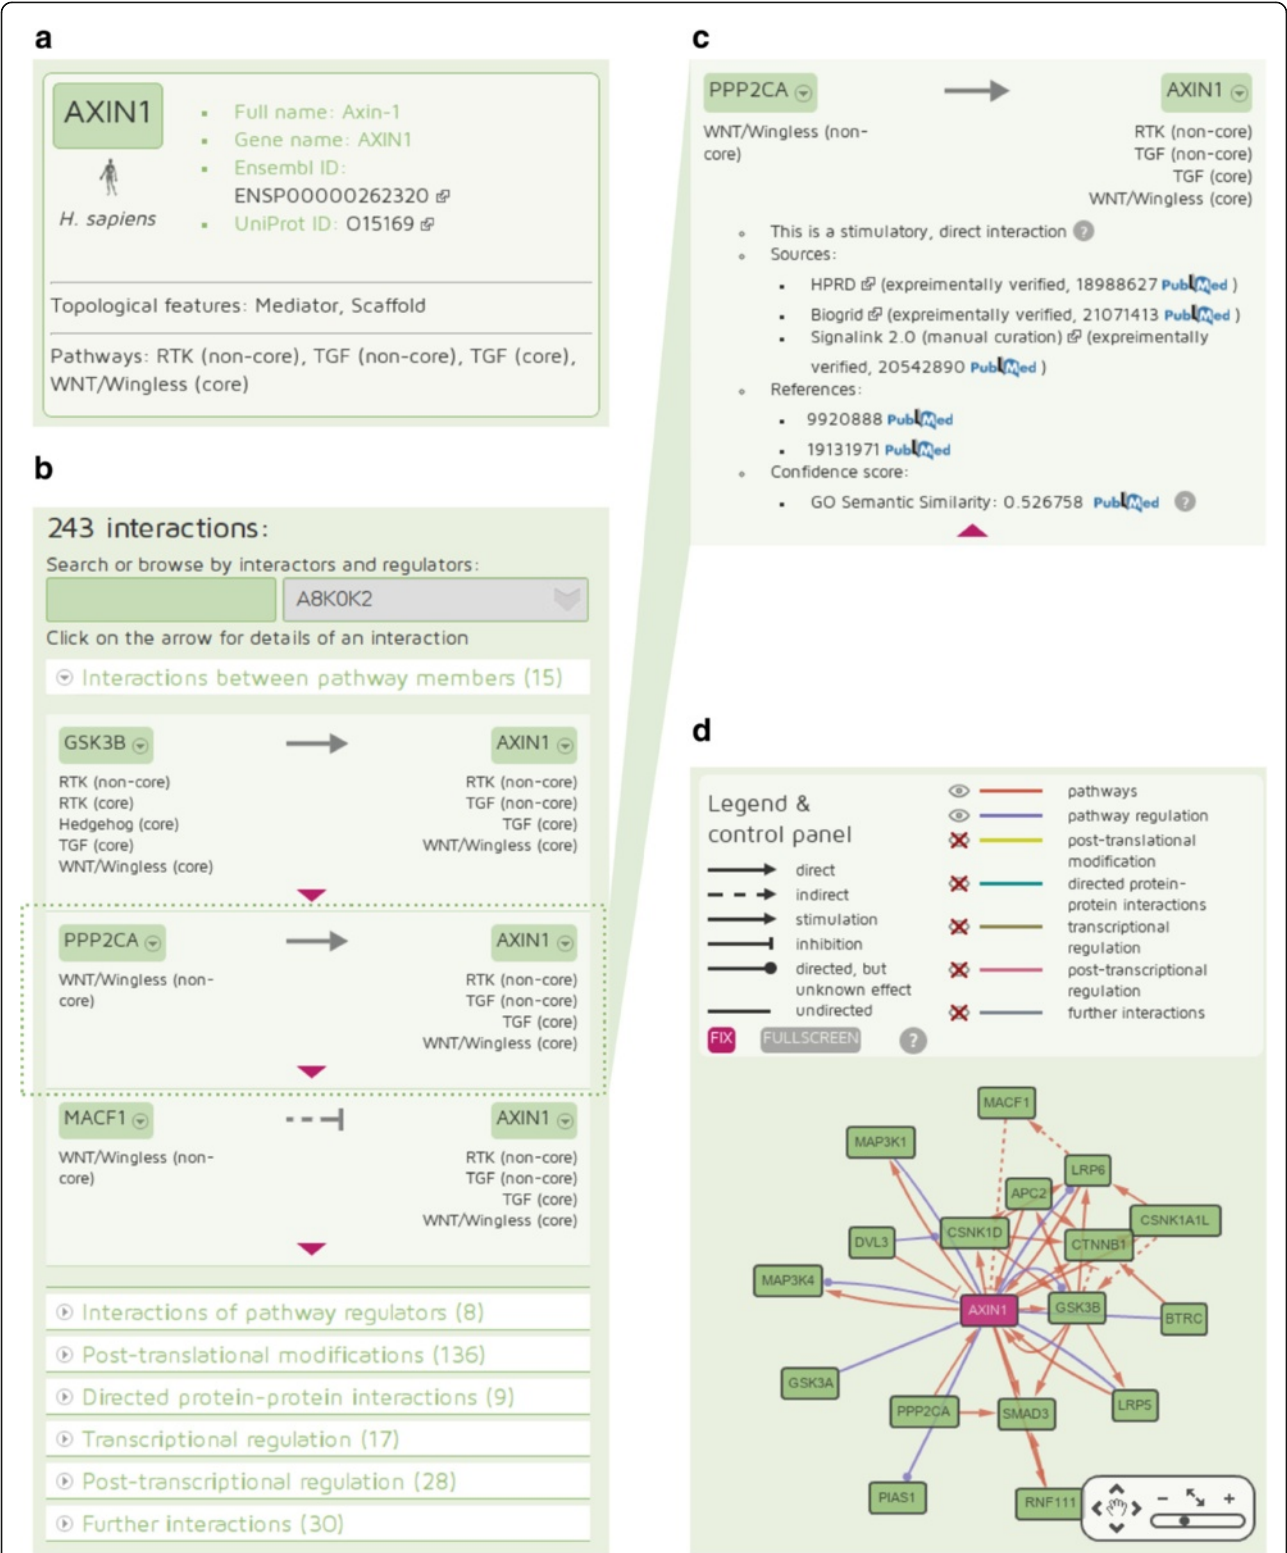 a
AXIN1
H. sapiens
Full name: Axin-1
Gene name: AXIN1
Ensembl ID:
ENSP00000262320
UniProt ID: O15169
Topological features: Mediator, Scaffold
Pathways: RTK (non-core), TGF (non-core), TGF (core),
WNT/Wingless (core)
b
243 interactions:
Search or browse by interactors and regulators:
A8K0K2
Click on the arrow for details of an interaction
Interactions between pathway members (15)
GSK3B
AXIN1
RTK (non-core)
RTK (core)
Hedgehog (core)
TGF (core)
WNT/Wingless (core)
RTK (non-core)
TGF (non-core)
TGF (core)
WNT/Wingless (core)
PPP2CA
AXIN1
WNT/Wingless (non-
core)
RTK (non-core)
TGF (non-core)
TGF (core)
WNT/Wingless (core)
MACF1
AXIN1
WNT/Wingless (non-
core)
RTK (non-core)
TGF (non-core)
TGF (core)
WNT/Wingless (core)
Interactions of pathway regulators (8)
Post-translational modifications (136)
Directed protein-protein interactions (9)
Transcriptional regulation (17)
Post-transcriptional regulation (28)
Further interactions (30)
c
PPP2CA
AXIN1
WNT/Wingless (non-
core)
RTK (non-core)
TGF (non-core)
TGF (core)
WNT/Wingless (core)
This is a stimulatory, direct interaction ?
Sources:
HPRD (expreimentally verified, 18988627 PubMed )
Biogrid (expreimentally verified, 21071413 PubMed )
Signalink 2.0 (manual curation) (expreimentally
verified, 20542890 PubMed )
References:
9920888 PubMed
19131971 PubMed
Confidence score:
GO Semantic Similarity: 0.526758 PubMed ?
d
Legend &
control panel
direct
indirect
stimulation
inhibition
directed, but
unknown effect
undirected
FIX FULLSCREEN ?
pathways
pathway regulation
post-translational
modification
directed protein-
protein interactions
transcriptional
regulation
post-transcriptional
regulation
further interactions
MACF1
MAP3K1
LRP6
APC2
CSNK1A1L
CSNK1D
DVL3
CTNNB1
MAP3K4
AXIN1
GSK3B
BTRC
GSK3A
LRP5
PPP2CA
SMAD3
PIAS1
RNF111